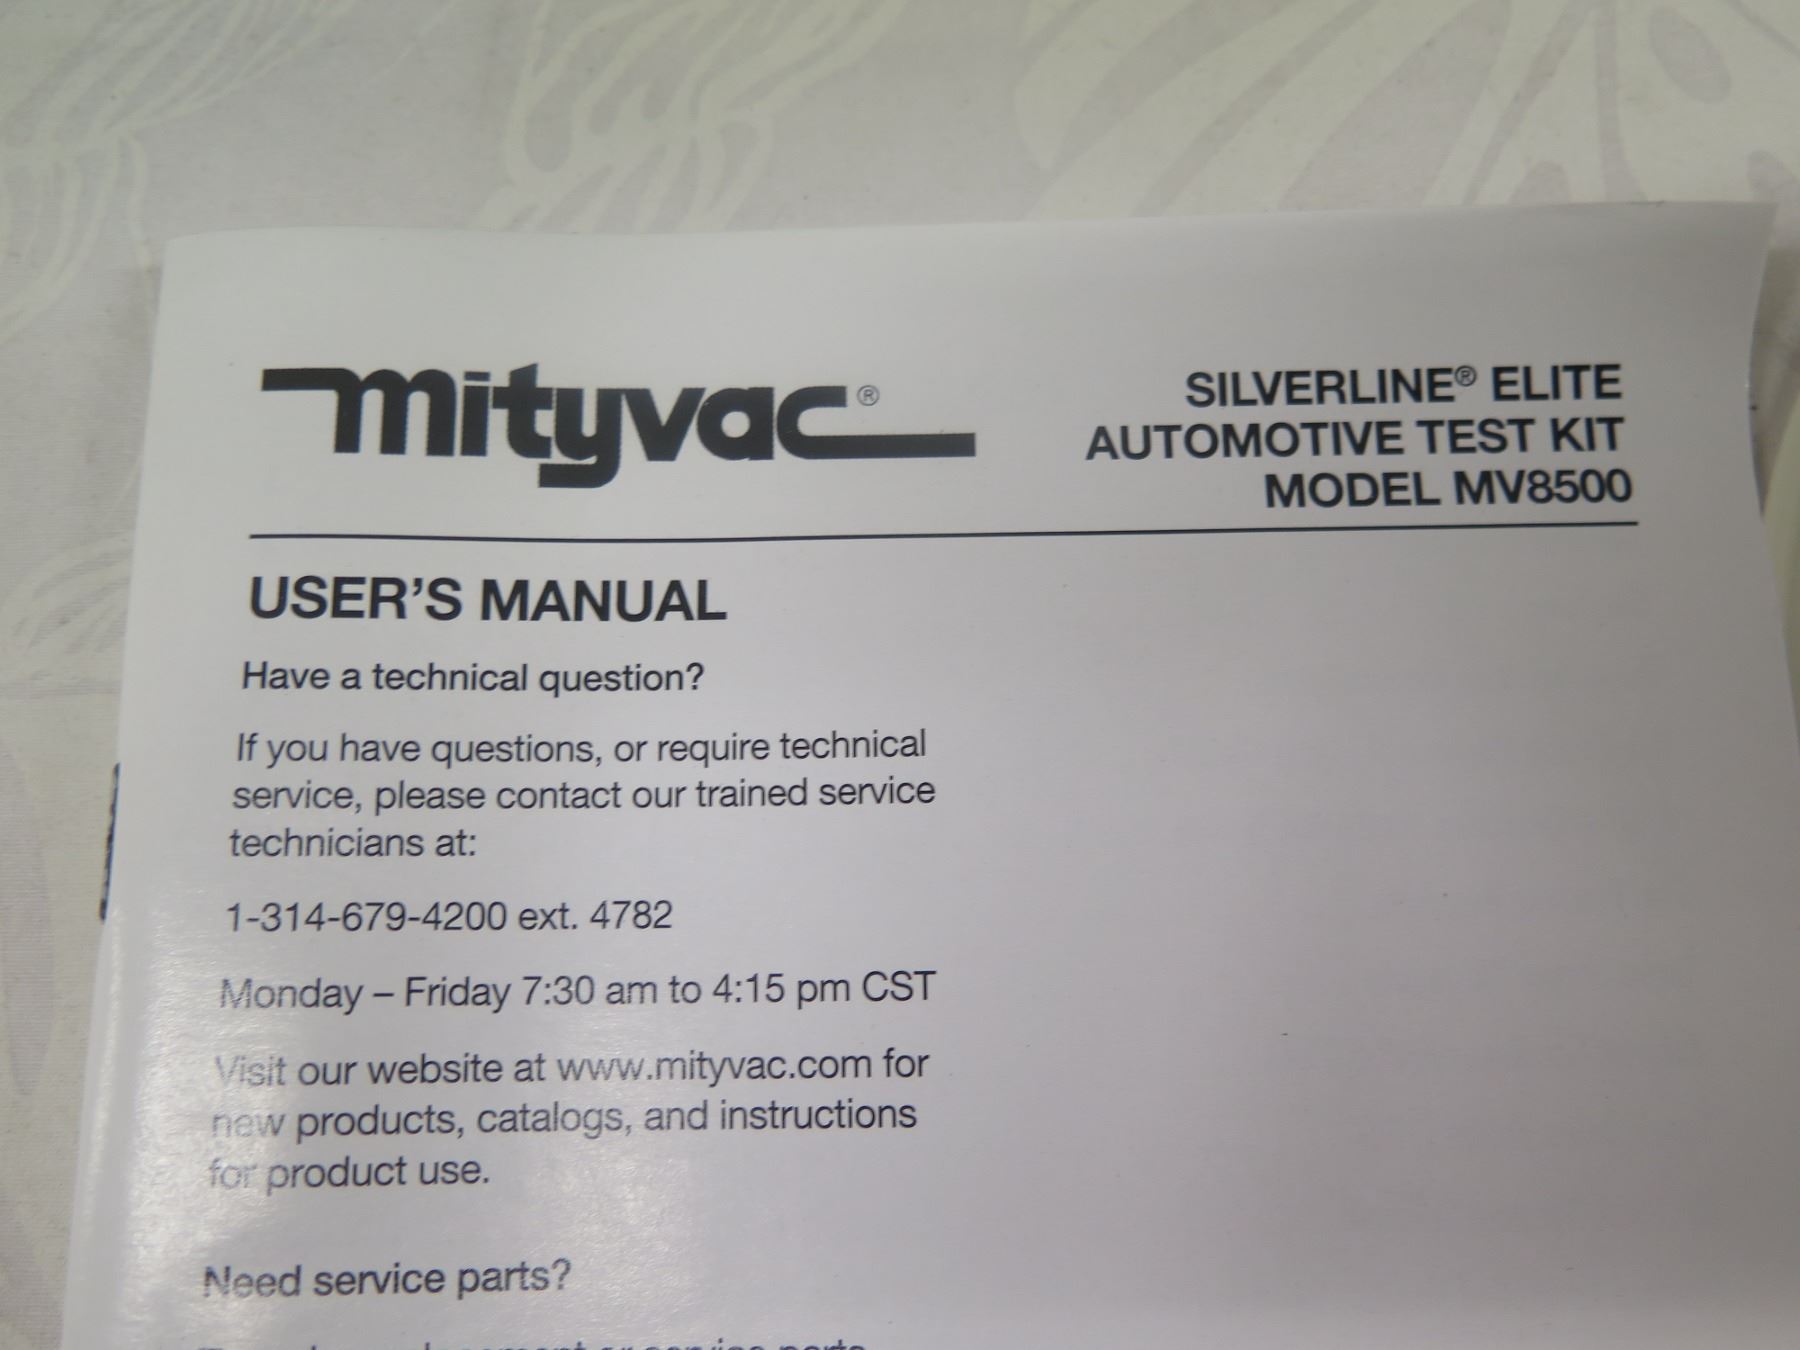 mityvac®
SILVERLINE® ELITE
AUTOMOTIVE TEST KIT
MODEL MV8500
USER'S MANUAL
Have a technical question?
If you have questions, or require technical
service, please contact our trained service
technicians at:
1-314-679-4200 ext. 4782
Monday – Friday 7:30 am to 4:15 pm CST
Visit our website at www.mityvac.com for
new products, catalogs, and instructions
for product use.
Need service parts?
or service parts